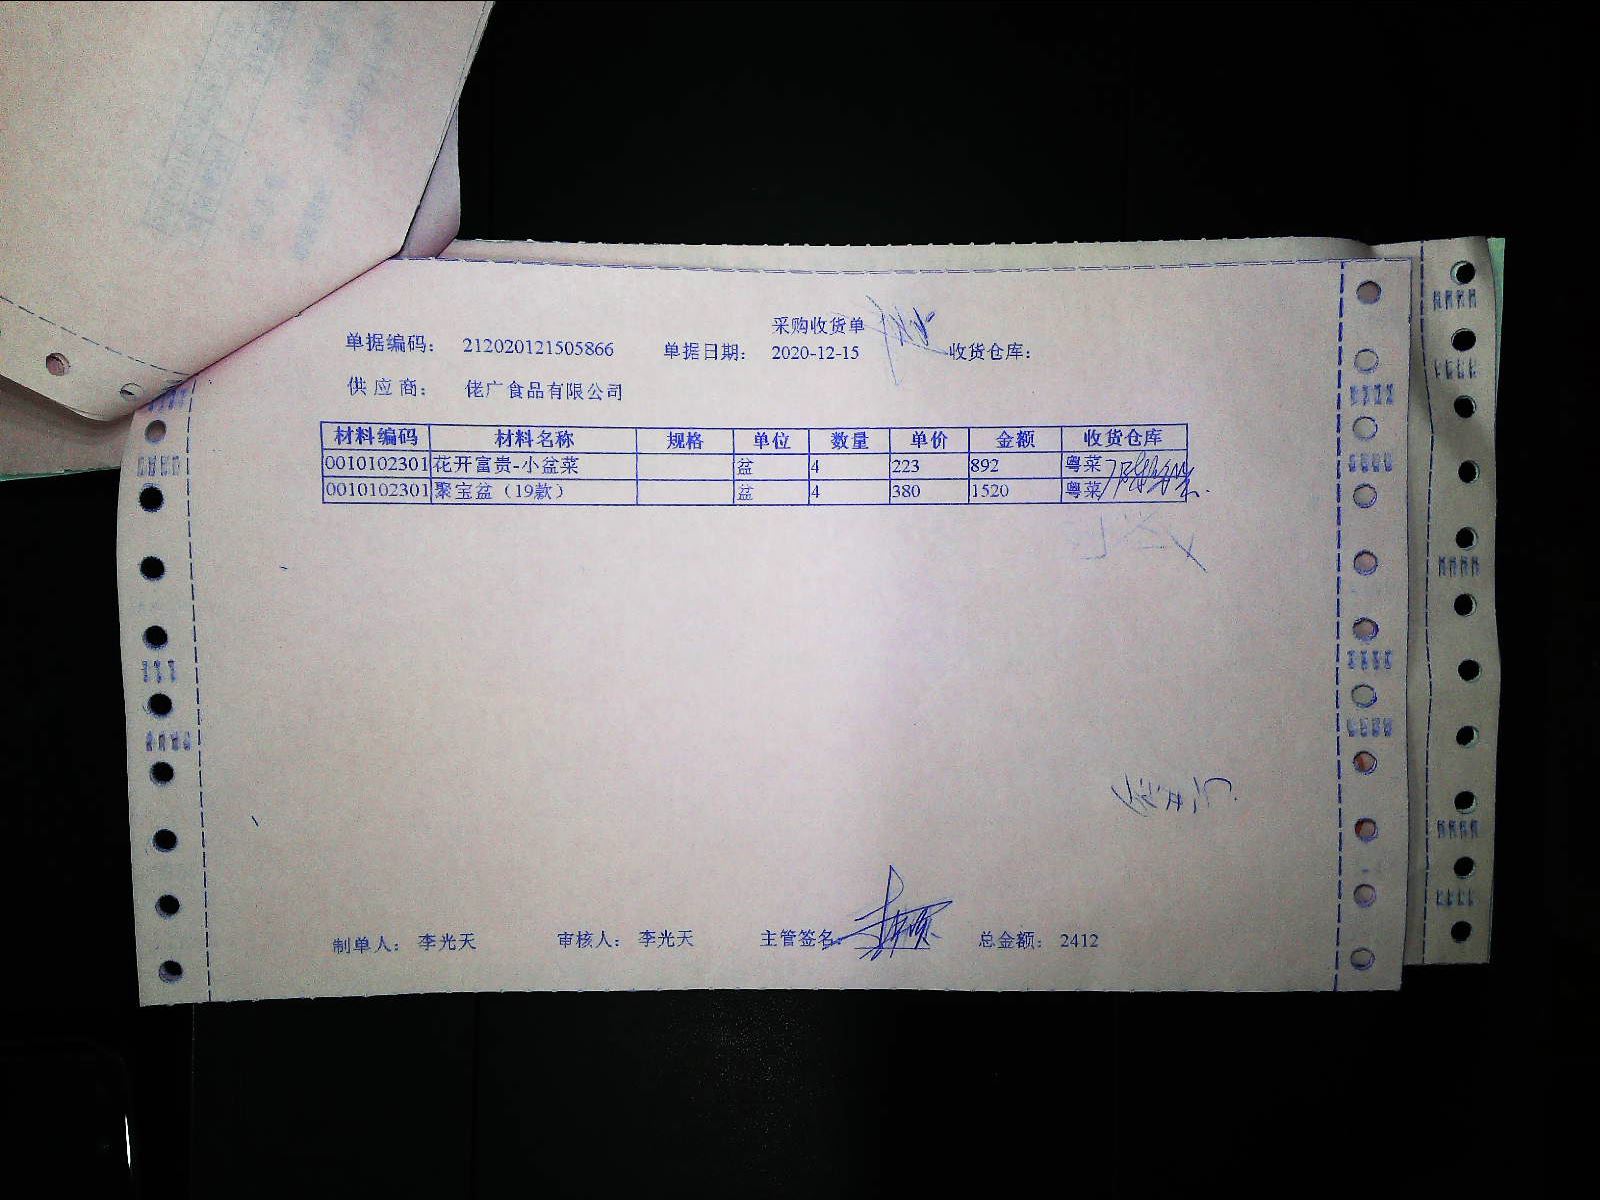 采购收货单
单据编码： 212020121505866 单据日期： 2020-12-15 收货仓库：
供应商： 佬广食品有限公司
材料编码 材料名称 规格 单位 数量 单价 金额 收货仓库
0010102301 花开富贵-小盆菜 盆 4 223 892 粤菜
0010102301 聚宝盆（19款） 盆 4 380 1520 粤菜
制单人： 李光天 审核人： 李光天 主管签名： 总金额： 2412